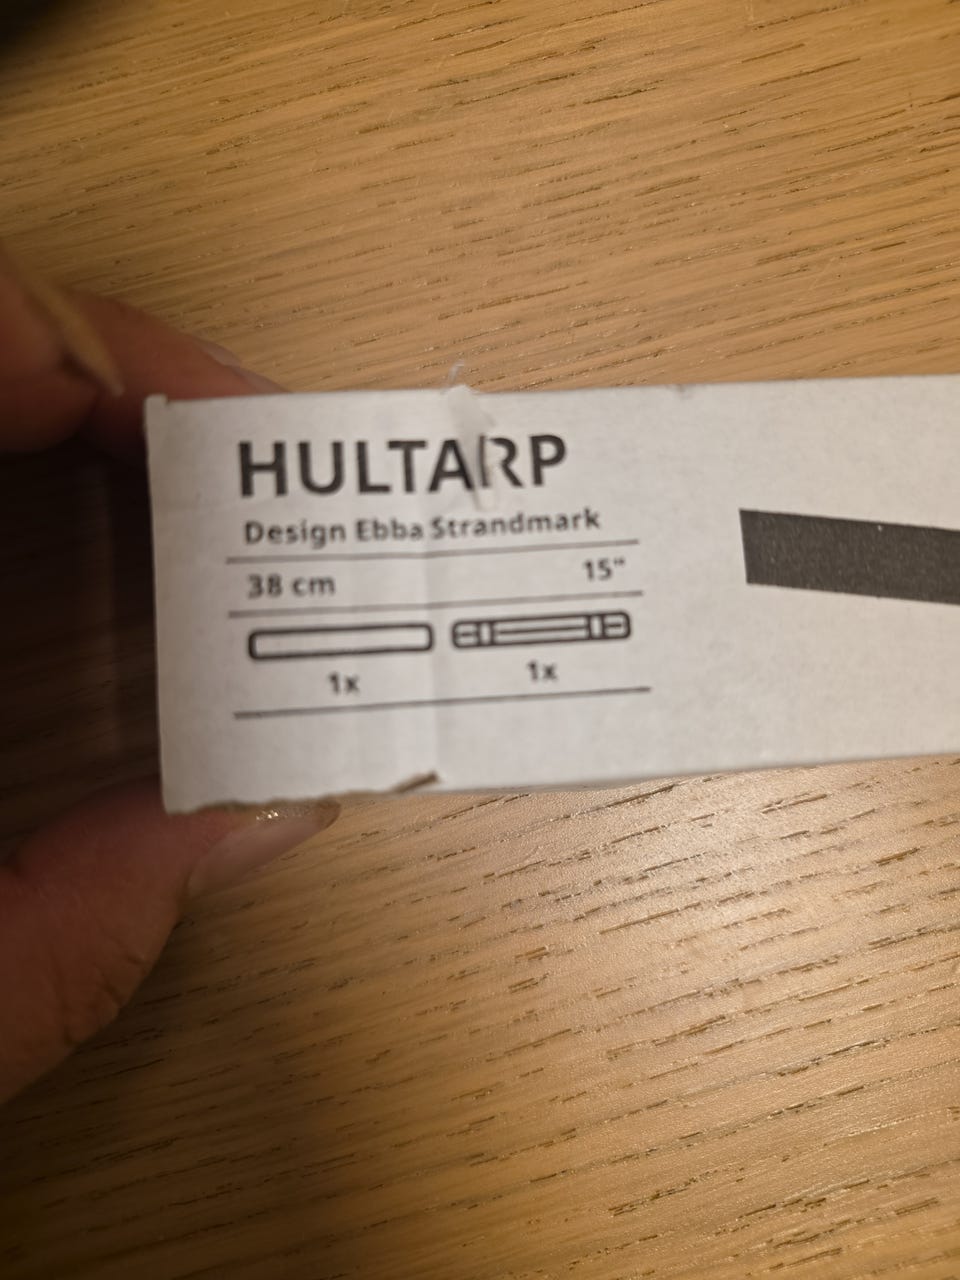 HULTARP
Design Ebba Strandmark
38 cm 15"
1x 1x